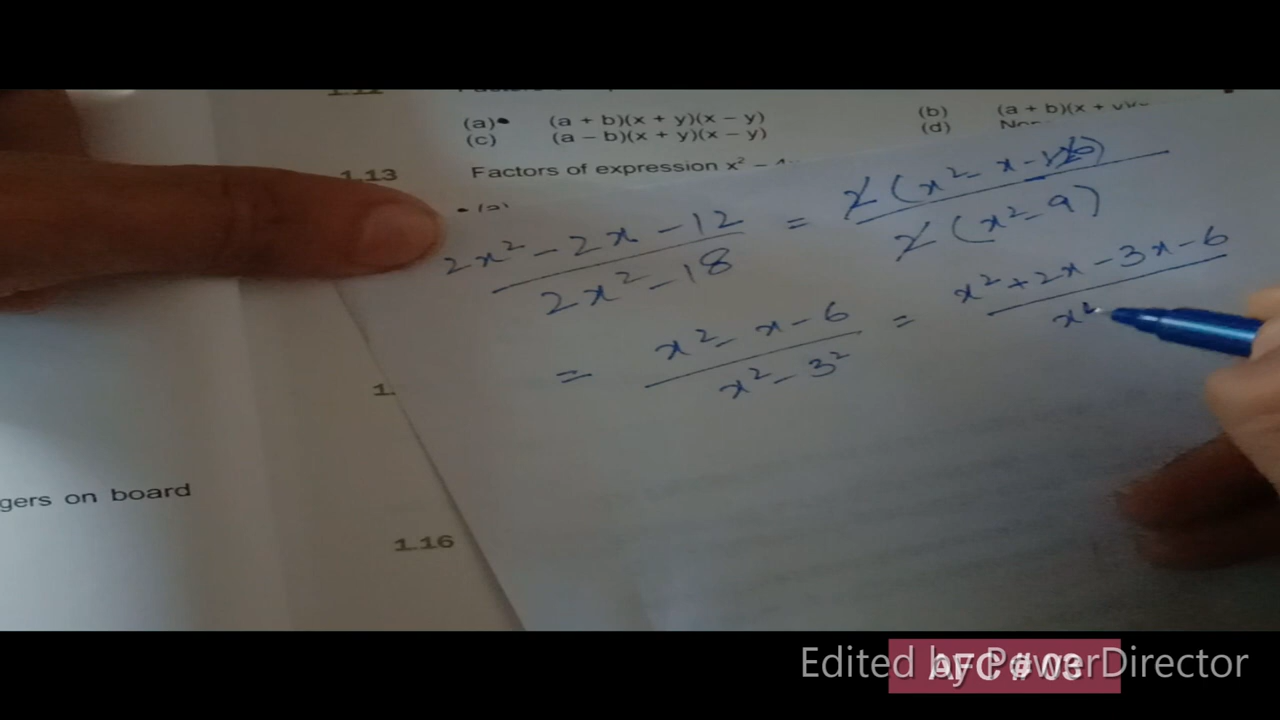 (a) (a + b)(x + y)(x − y) (b)
(c) (a − b)(x + y)(x − y) (d)
1.13 Factors of expression x² −
2x² − 2x − 12 / 2x² − 18 = 2(x² − x − 6) / 2(x² − 9)
= x² − x − 6 / x² − 3² = x² + 2x − 3x − 6 / x²
1.
gers on board
1.16
Edited by PowerDirector
AFC # 03